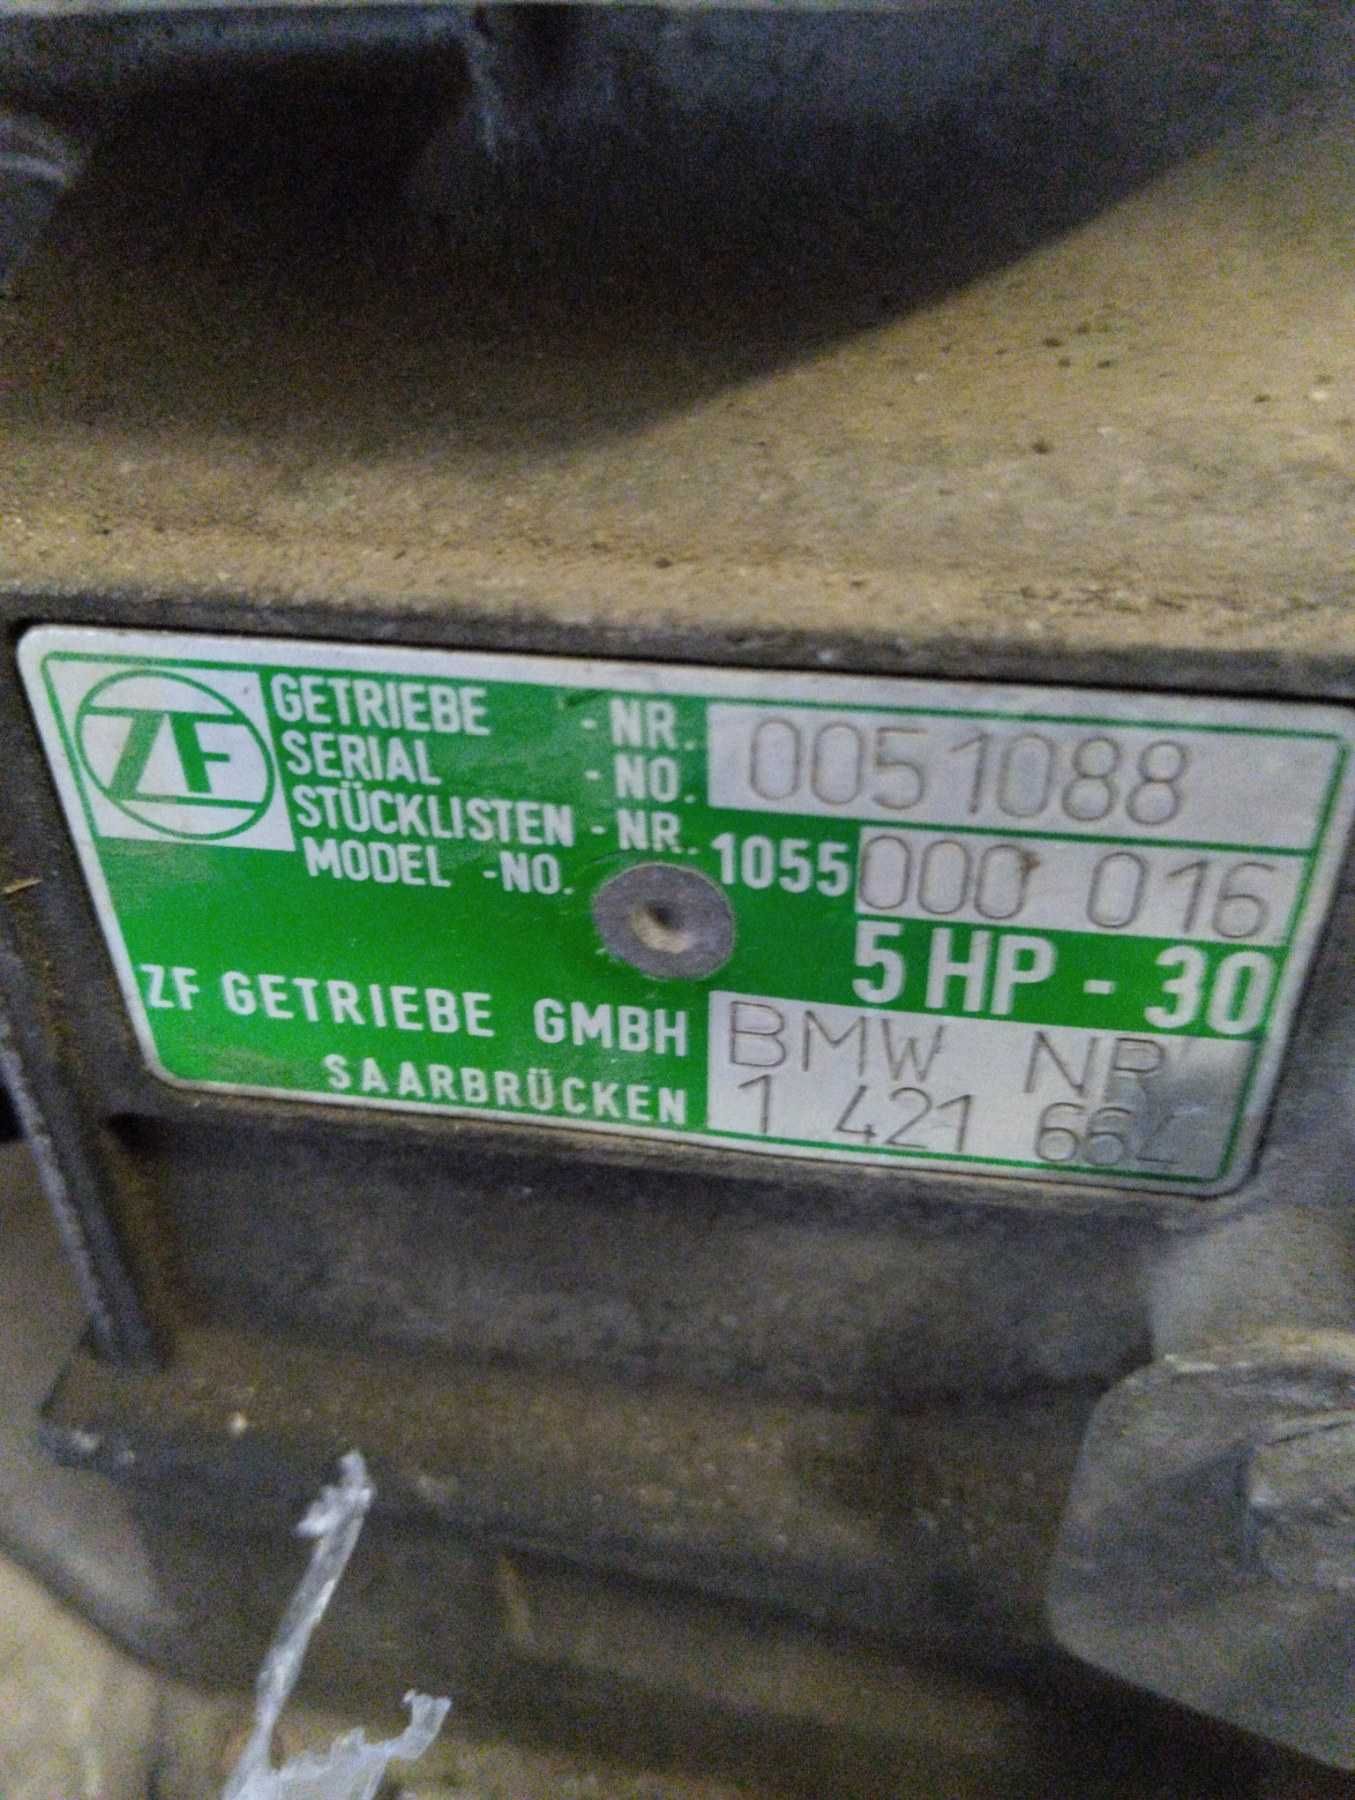 ZF
GETRIEBE -NR.
SERIAL -NO. 0051088
STÜCKLISTEN -NR.
MODEL -NO. 1055 000 016
5 HP - 30
ZF GETRIEBE GMBH
SAARBRÜCKEN
BMW NR
1 421 664